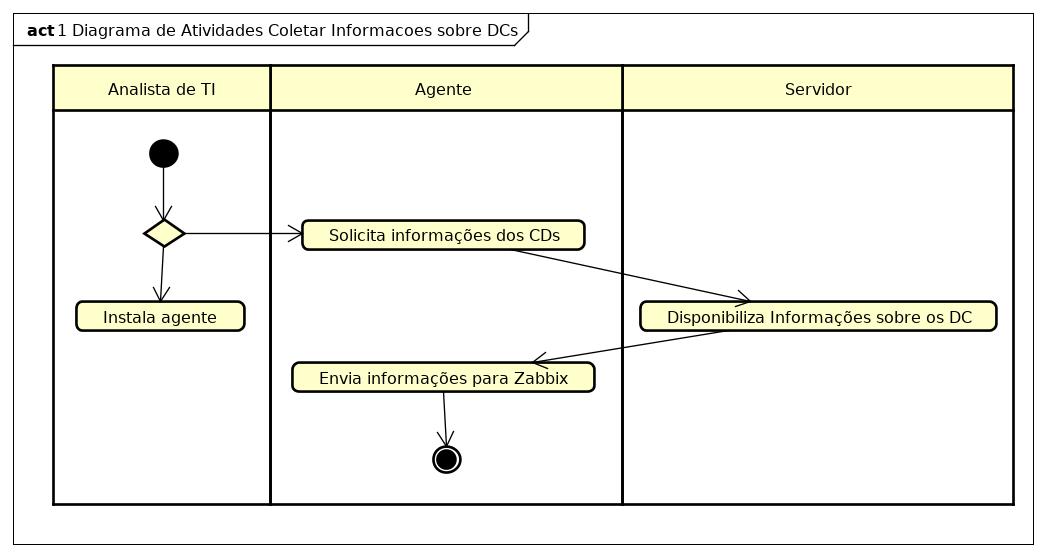 act 1 Diagrama de Atividades Coletar Informacoes sobre DCs
Analista de TI
Agente
Servidor
Solicita informações dos CDs
Instala agente
Disponibiliza Informações sobre os DC
Envia informações para Zabbix